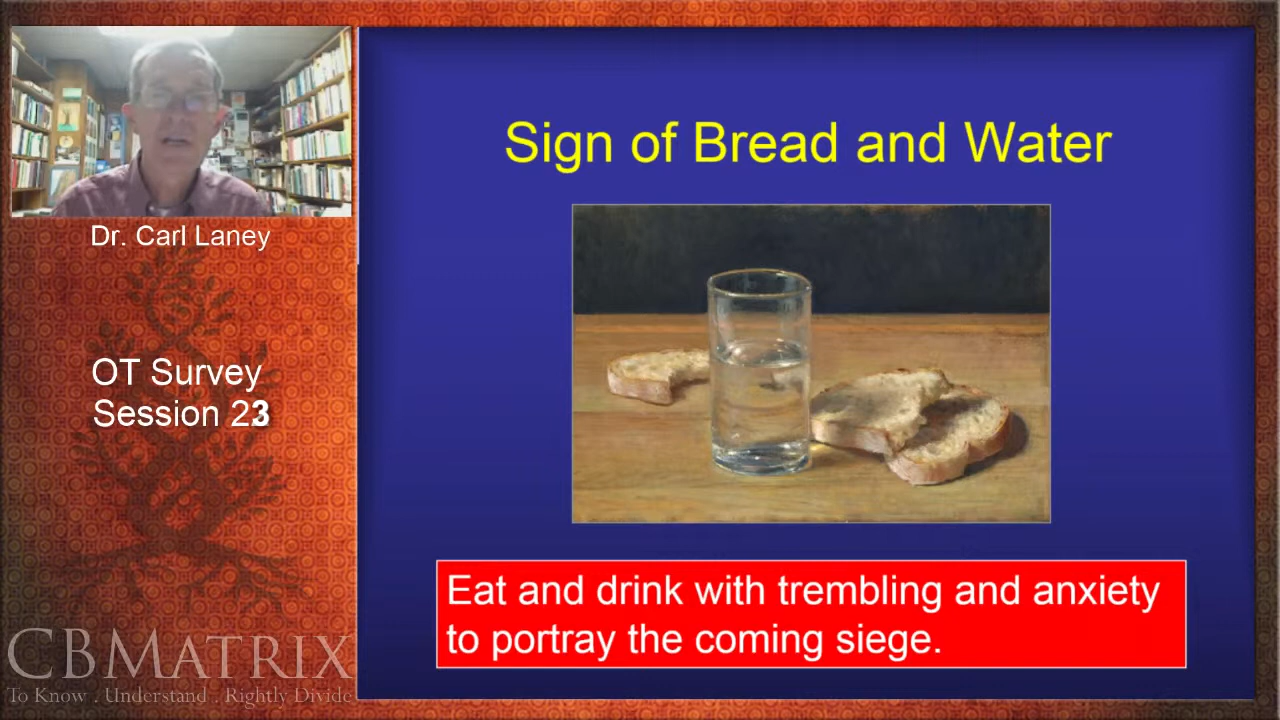 Sign of Bread and Water
Dr. Carl Laney
OT Survey
Session 23
Eat and drink with trembling and anxiety
to portray the coming siege.
CBMATRIX
To Know . Understand . Rightly Divide